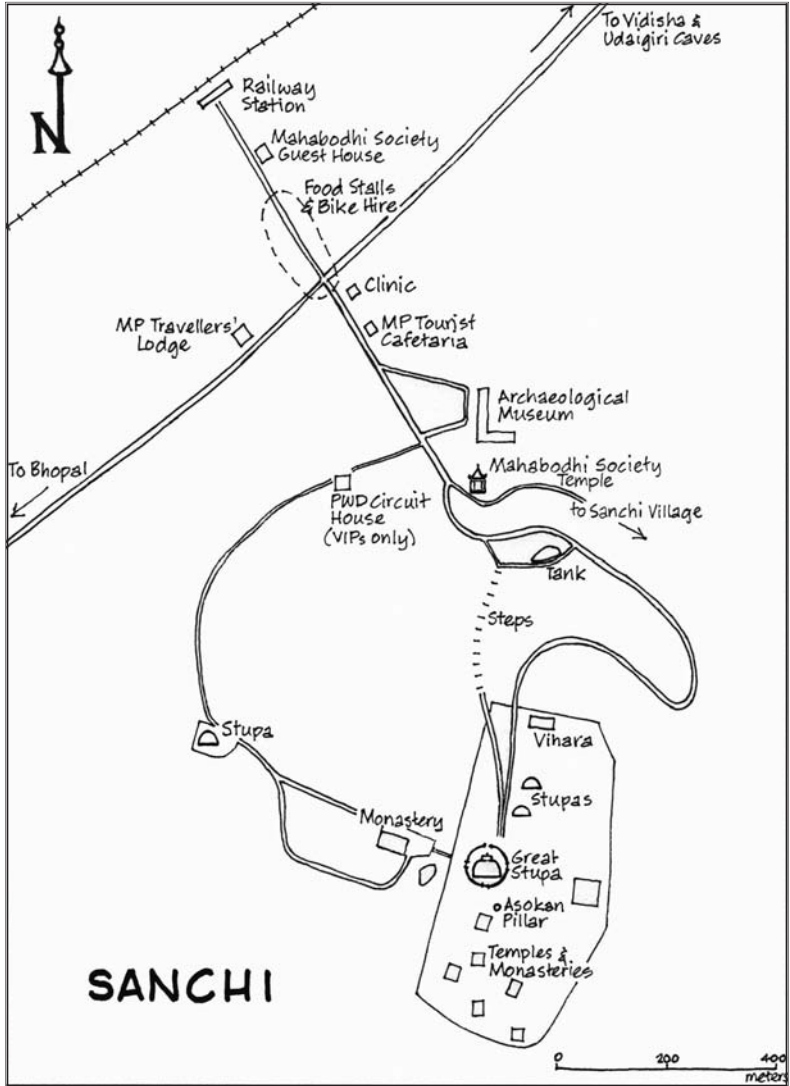 To Vidisha &
Udaigiri Caves
N
Railway
Station
Mahabodhi Society
Guest House
Food Stalls
& Bike Hire
Clinic
MP Travellers'
Lodge
MP Tourist
Cafetaria
Archaeological
Museum
To Bhopal
Mahabodhi Society
Temple
PWD Circuit
House
(VIPs only)
to Sanchi Village
Tank
Steps
Stupa
Vihara
Stupas
Monastery
Great
Stupa
Asokan
Pillar
Temples &
Monasteries
SANCHI
0 200 400
meters